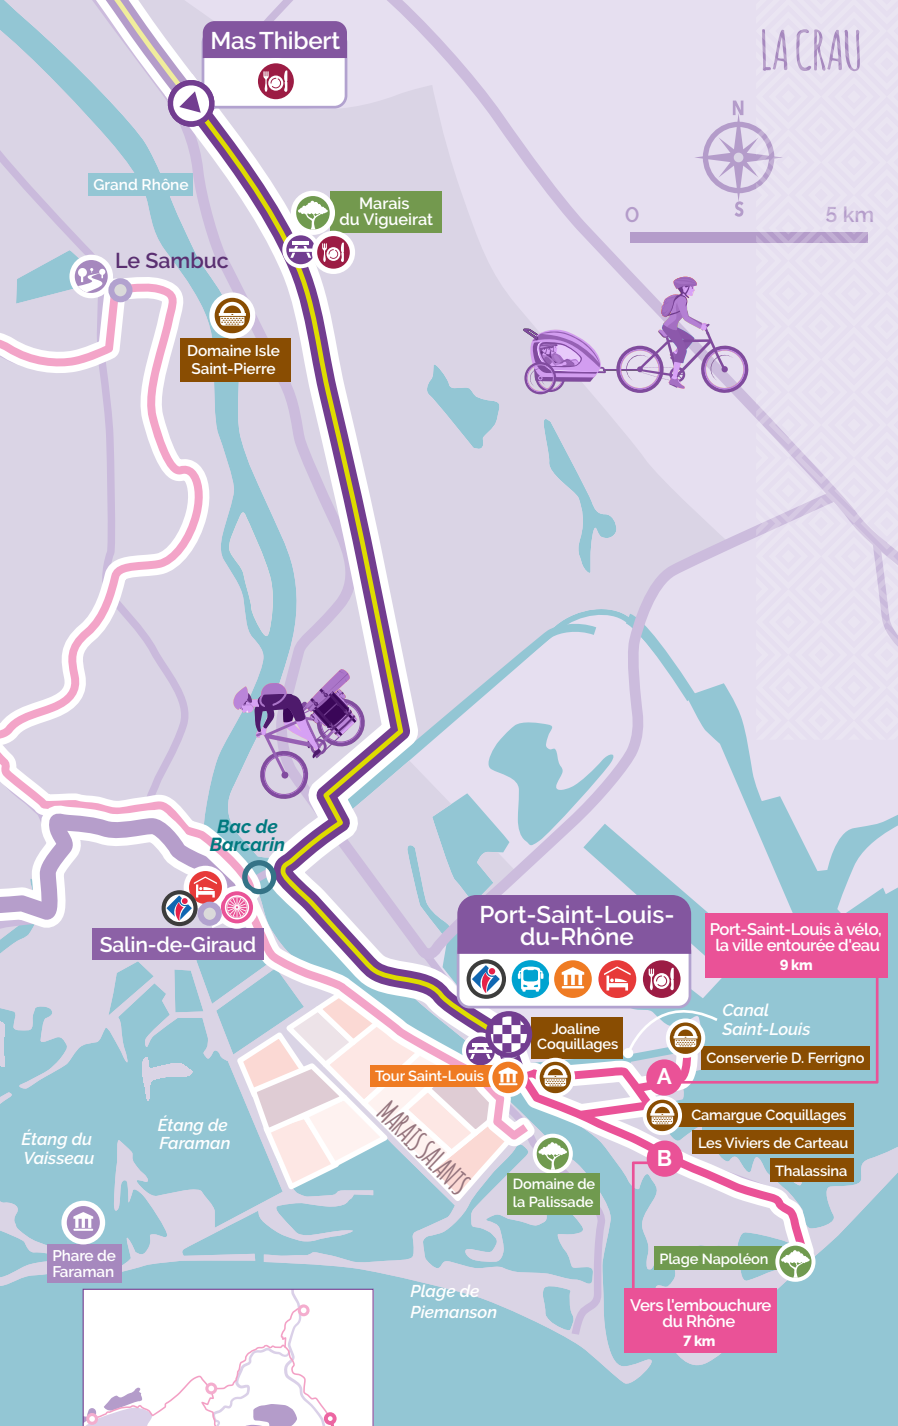 Mas Thibert
LA CRAU
N
S
0
5 km
Grand Rhône
Marais
du Vigueirat
Le Sambuc
Domaine Isle
Saint-Pierre
Bac de
Barcarin
Salin-de-Giraud
Port-Saint-Louis-
du-Rhône
Port-Saint-Louis à vélo,
la ville entourée d'eau
9 km
Canal
Saint-Louis
Joaline
Coquillages
Conserverie D. Ferrigno
Tour Saint-Louis
A
Camargue Coquillages
Les Viviers de Carteau
Thalassina
B
MARAIS SALANTS
Étang du
Vaisseau
Étang de
Faraman
Domaine de
la Palissade
Phare de
Faraman
Plage Napoléon
Plage de
Piemanson
Vers l'embouchure
du Rhône
7 km